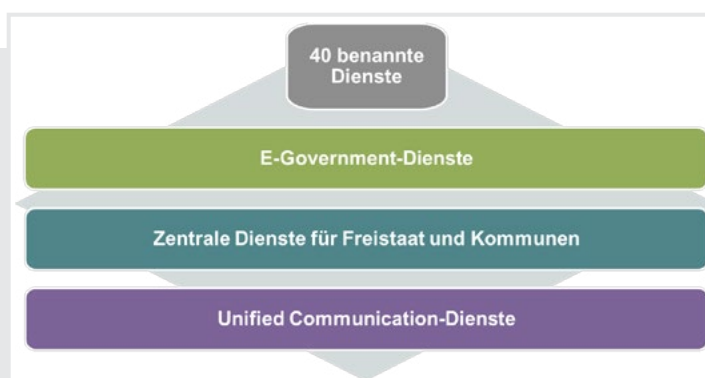 40 benannte
Dienste
E-Government-Dienste
Zentrale Dienste für Freistaat und Kommunen
Unified Communication-Dienste